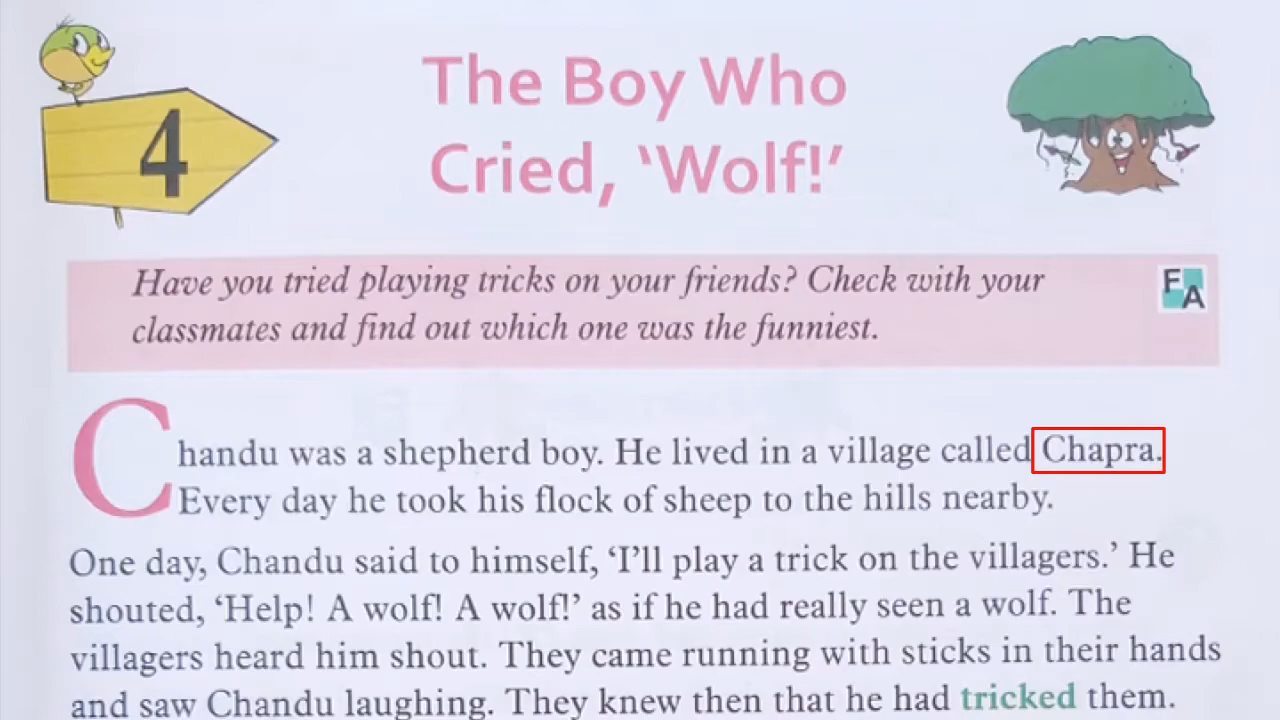 4
The Boy Who
Cried, ‘Wolf!’
Have you tried playing tricks on your friends? Check with your
classmates and find out which one was the funniest.
FA
Chandu was a shepherd boy. He lived in a village called Chapra.
Every day he took his flock of sheep to the hills nearby.
One day, Chandu said to himself, ‘I’ll play a trick on the villagers.’ He
shouted, ‘Help! A wolf! A wolf!’ as if he had really seen a wolf. The
villagers heard him shout. They came running with sticks in their hands
and saw Chandu laughing. They knew then that he had tricked them.